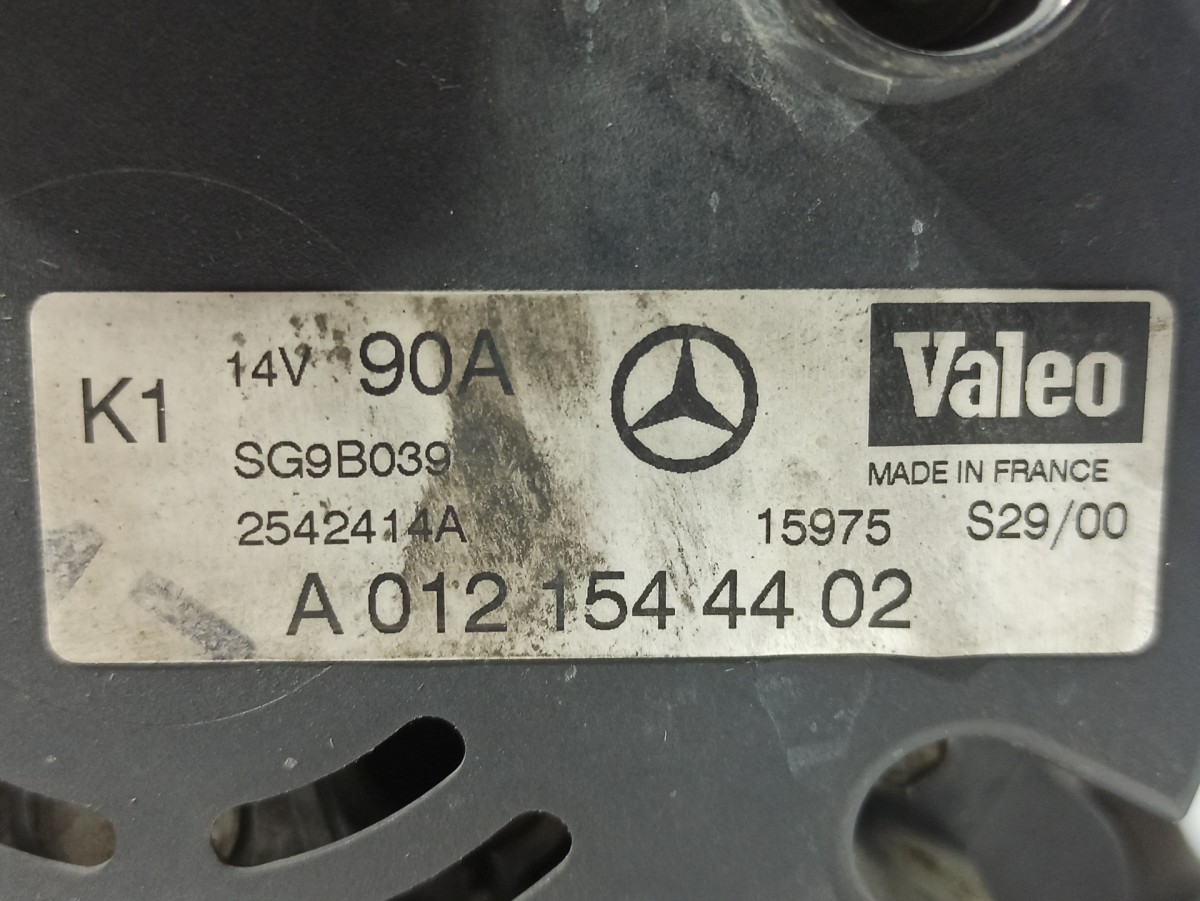 K1 14V 90A Valeo
SG9B039 MADE IN FRANCE
2542414A 15975 S29/00
A 012 154 44 02